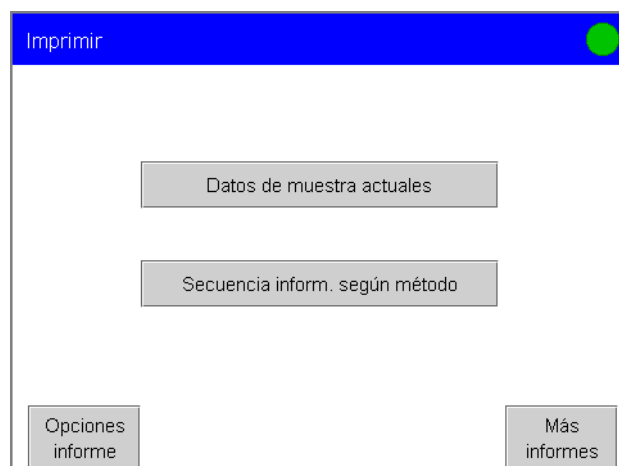 Imprimir
Datos de muestra actuales
Secuencia inform. según método
Opciones
informe
Más
informes